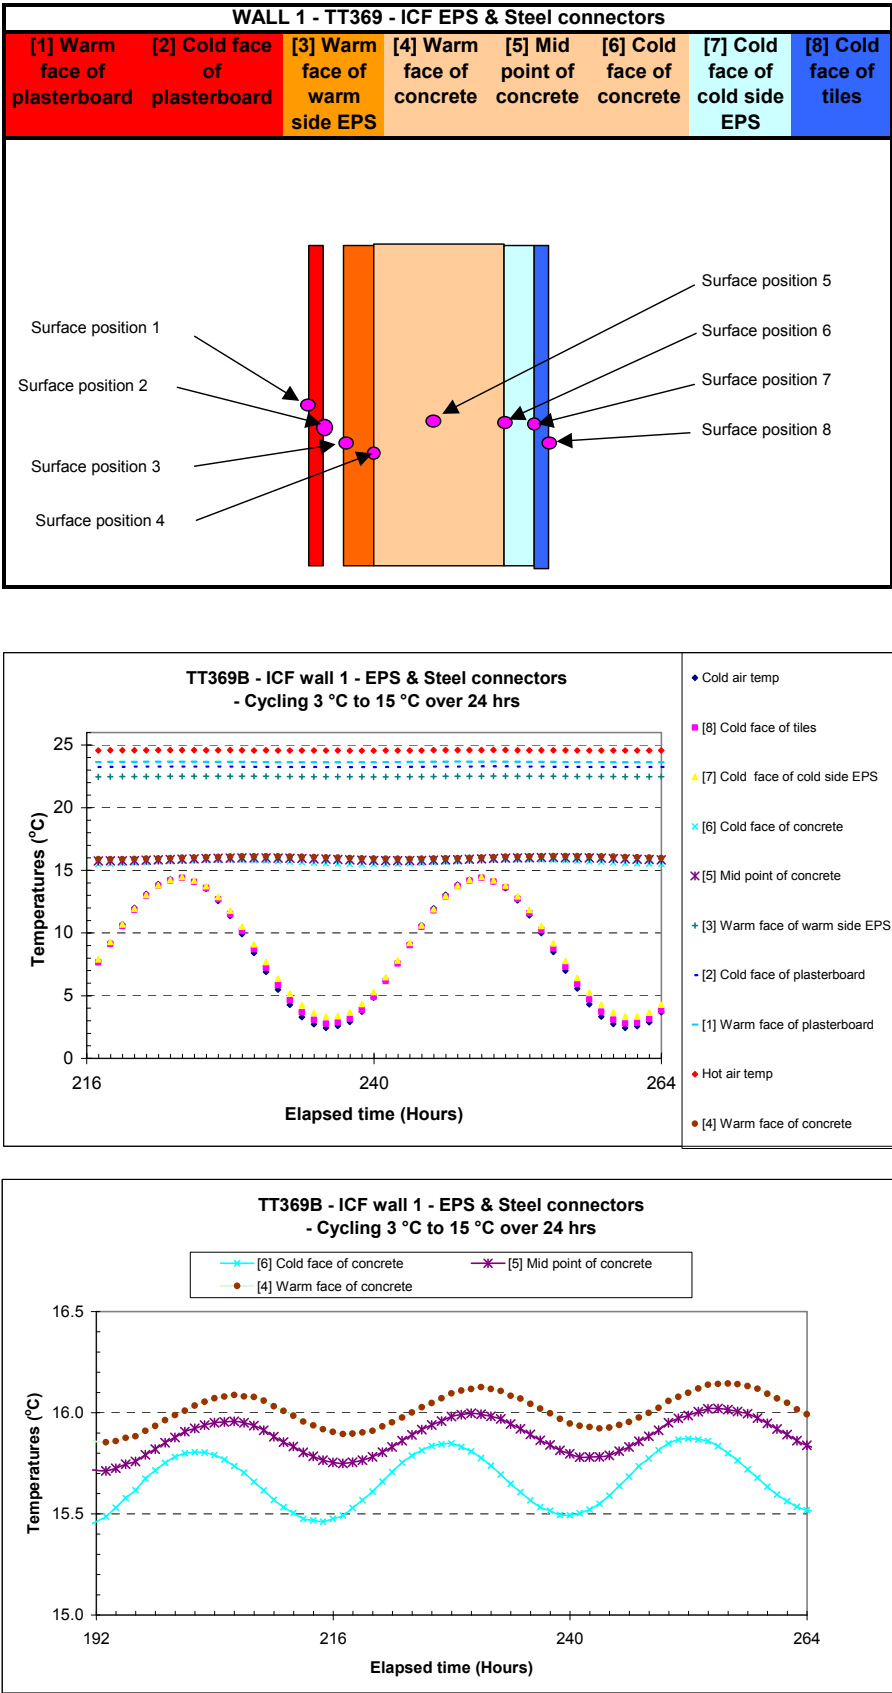 WALL 1 - TT369 - ICF EPS & Steel connectors
[1] Warm face of plasterboard
[2] Cold face of plasterboard
[3] Warm face of warm side EPS
[4] Warm face of concrete
[5] Mid point of concrete
[6] Cold face of concrete
[7] Cold face of cold side EPS
[8] Cold face of tiles
Surface position 1
Surface position 2
Surface position 3
Surface position 4
Surface position 5
Surface position 6
Surface position 7
Surface position 8
TT369B - ICF wall 1 - EPS & Steel connectors
- Cycling 3 °C to 15 °C over 24 hrs
Temperatures (°C)
25
20
15
10
5
0
216
240
264
Elapsed time (Hours)
Cold air temp
[8] Cold face of tiles
[7] Cold face of cold side EPS
[6] Cold face of concrete
[5] Mid point of concrete
[3] Warm face of warm side EPS
[2] Cold face of plasterboard
[1] Warm face of plasterboard
Hot air temp
[4] Warm face of concrete
TT369B - ICF wall 1 - EPS & Steel connectors
- Cycling 3 °C to 15 °C over 24 hrs
[6] Cold face of concrete
[5] Mid point of concrete
[4] Warm face of concrete
Temperatures (°C)
16.5
16.0
15.5
15.0
192
216
240
264
Elapsed time (Hours)